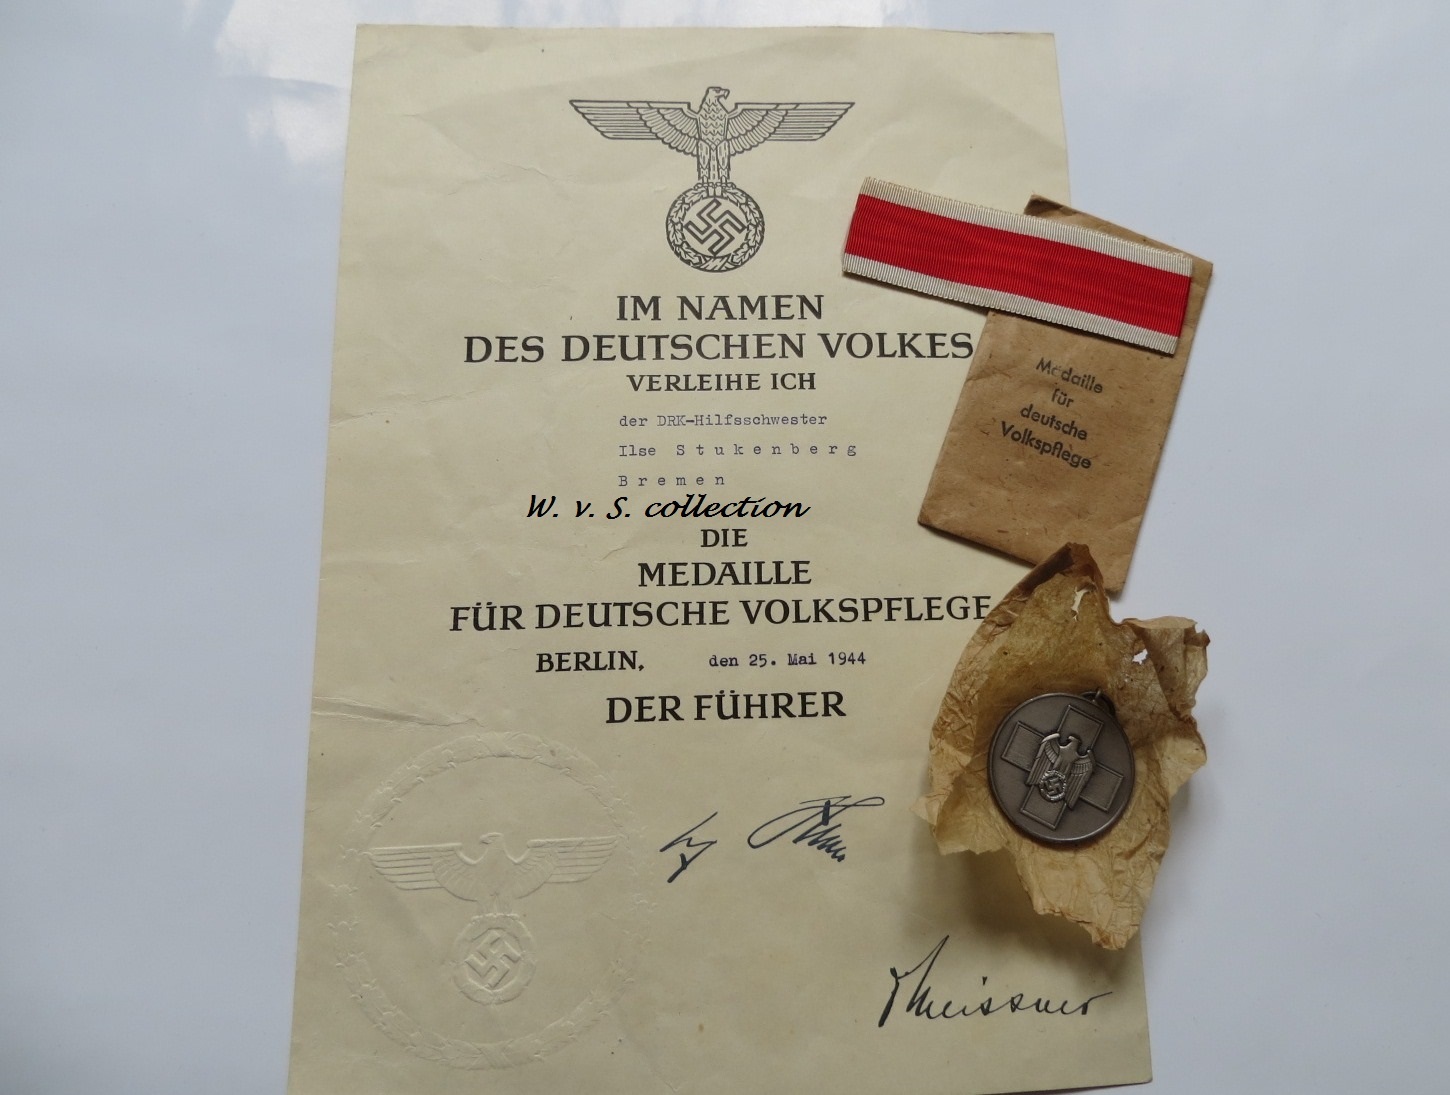 IM NAMEN
DES DEUTSCHEN VOLKES
VERLEIHE ICH
der DRK-Hilfsschwester
Ilse Stukenberg
Bremen
W. v. S. collection
DIE
MEDAILLE
FÜR DEUTSCHE VOLKSPFLEGE
BERLIN, den 25. Mai 1944
DER FÜHRER
Meissner
Medaille
für
deutsche
Volkspflege